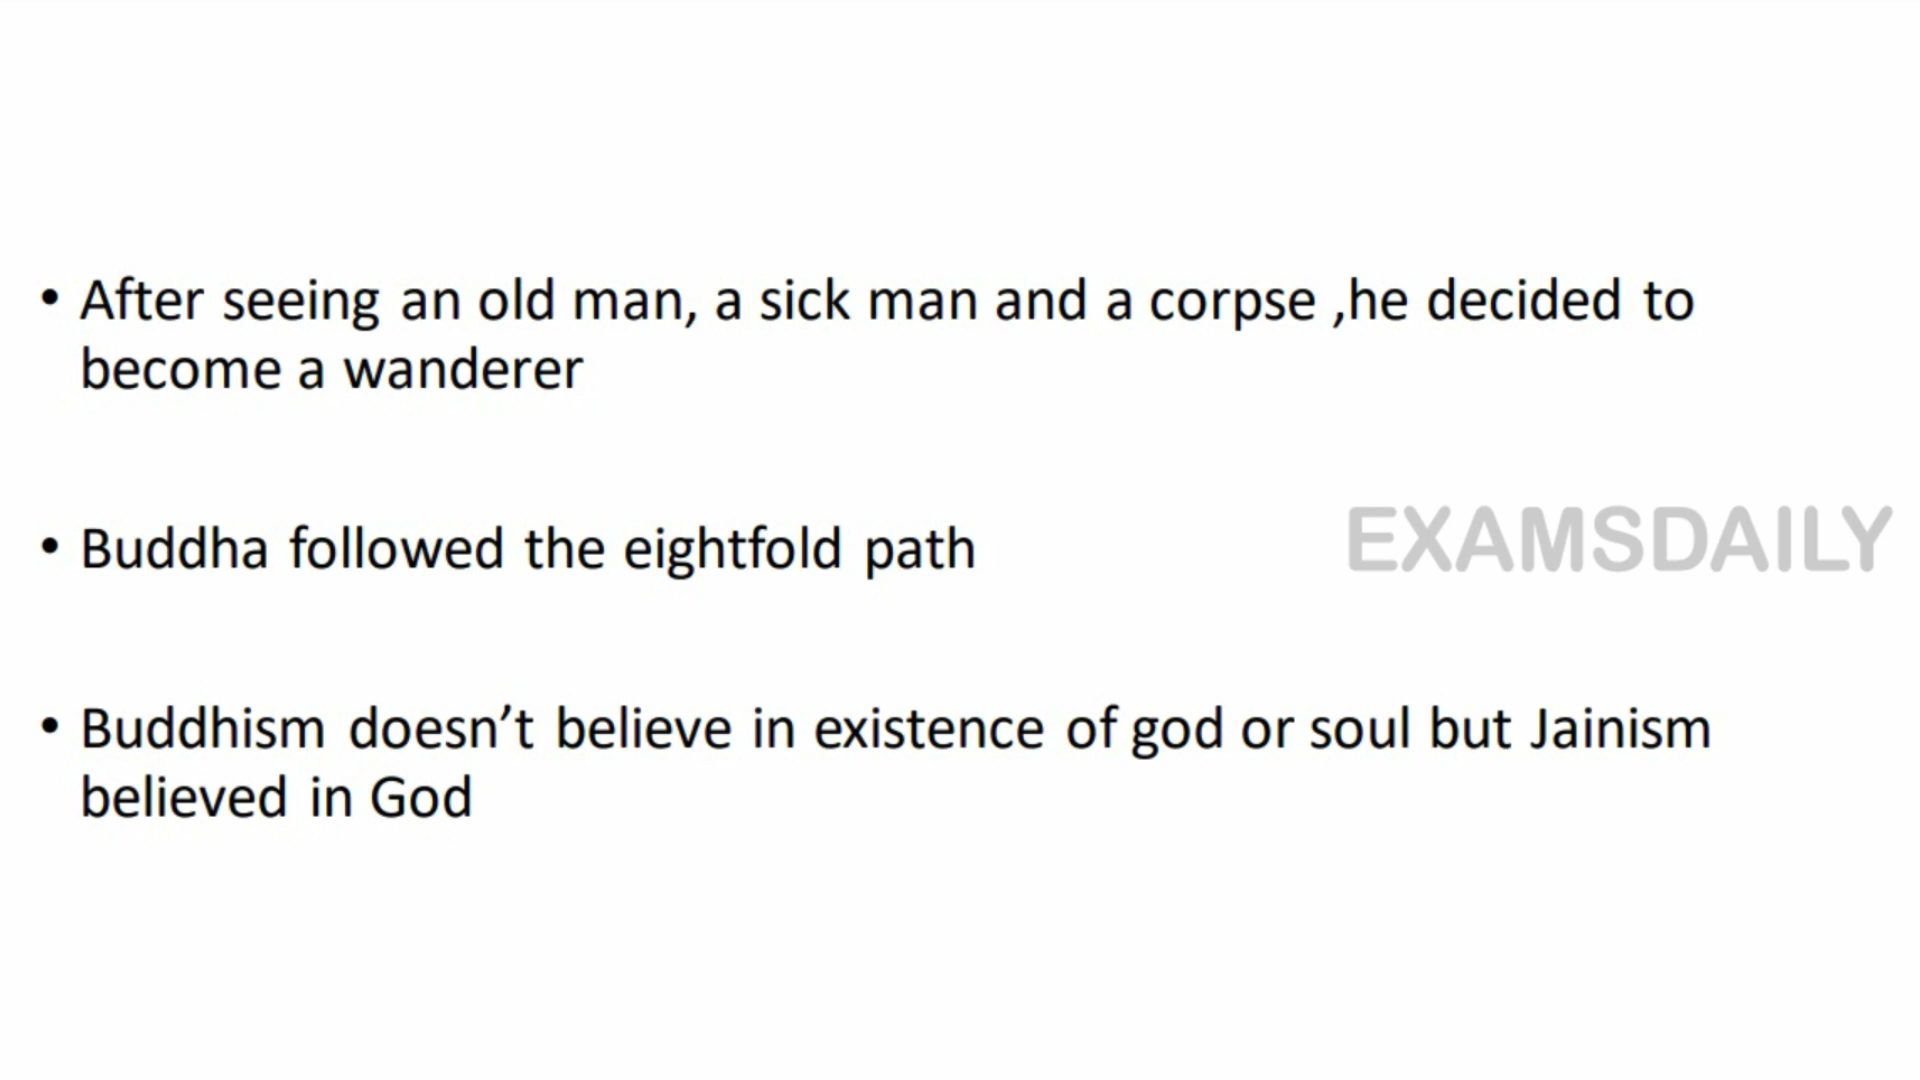 • After seeing an old man, a sick man and a corpse ,he decided to
become a wanderer
• Buddha followed the eightfold path
EXAMSDAILY
• Buddhism doesn’t believe in existence of god or soul but Jainism
believed in God